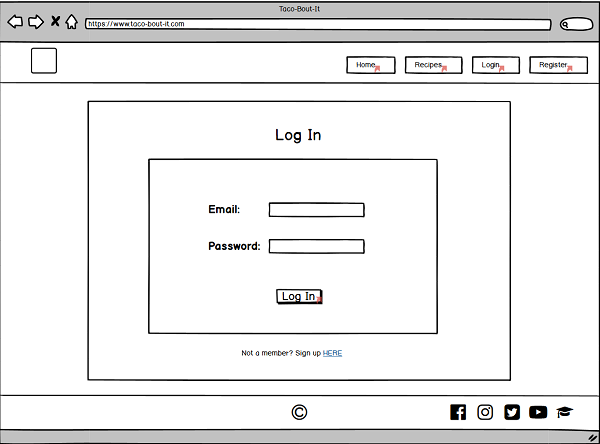 Taco-Bout-It
https://www.taco-bout-it.com
Home Recipes Login Register
Log In
Email:
Password:
Log In
Not a member? Sign up HERE
©